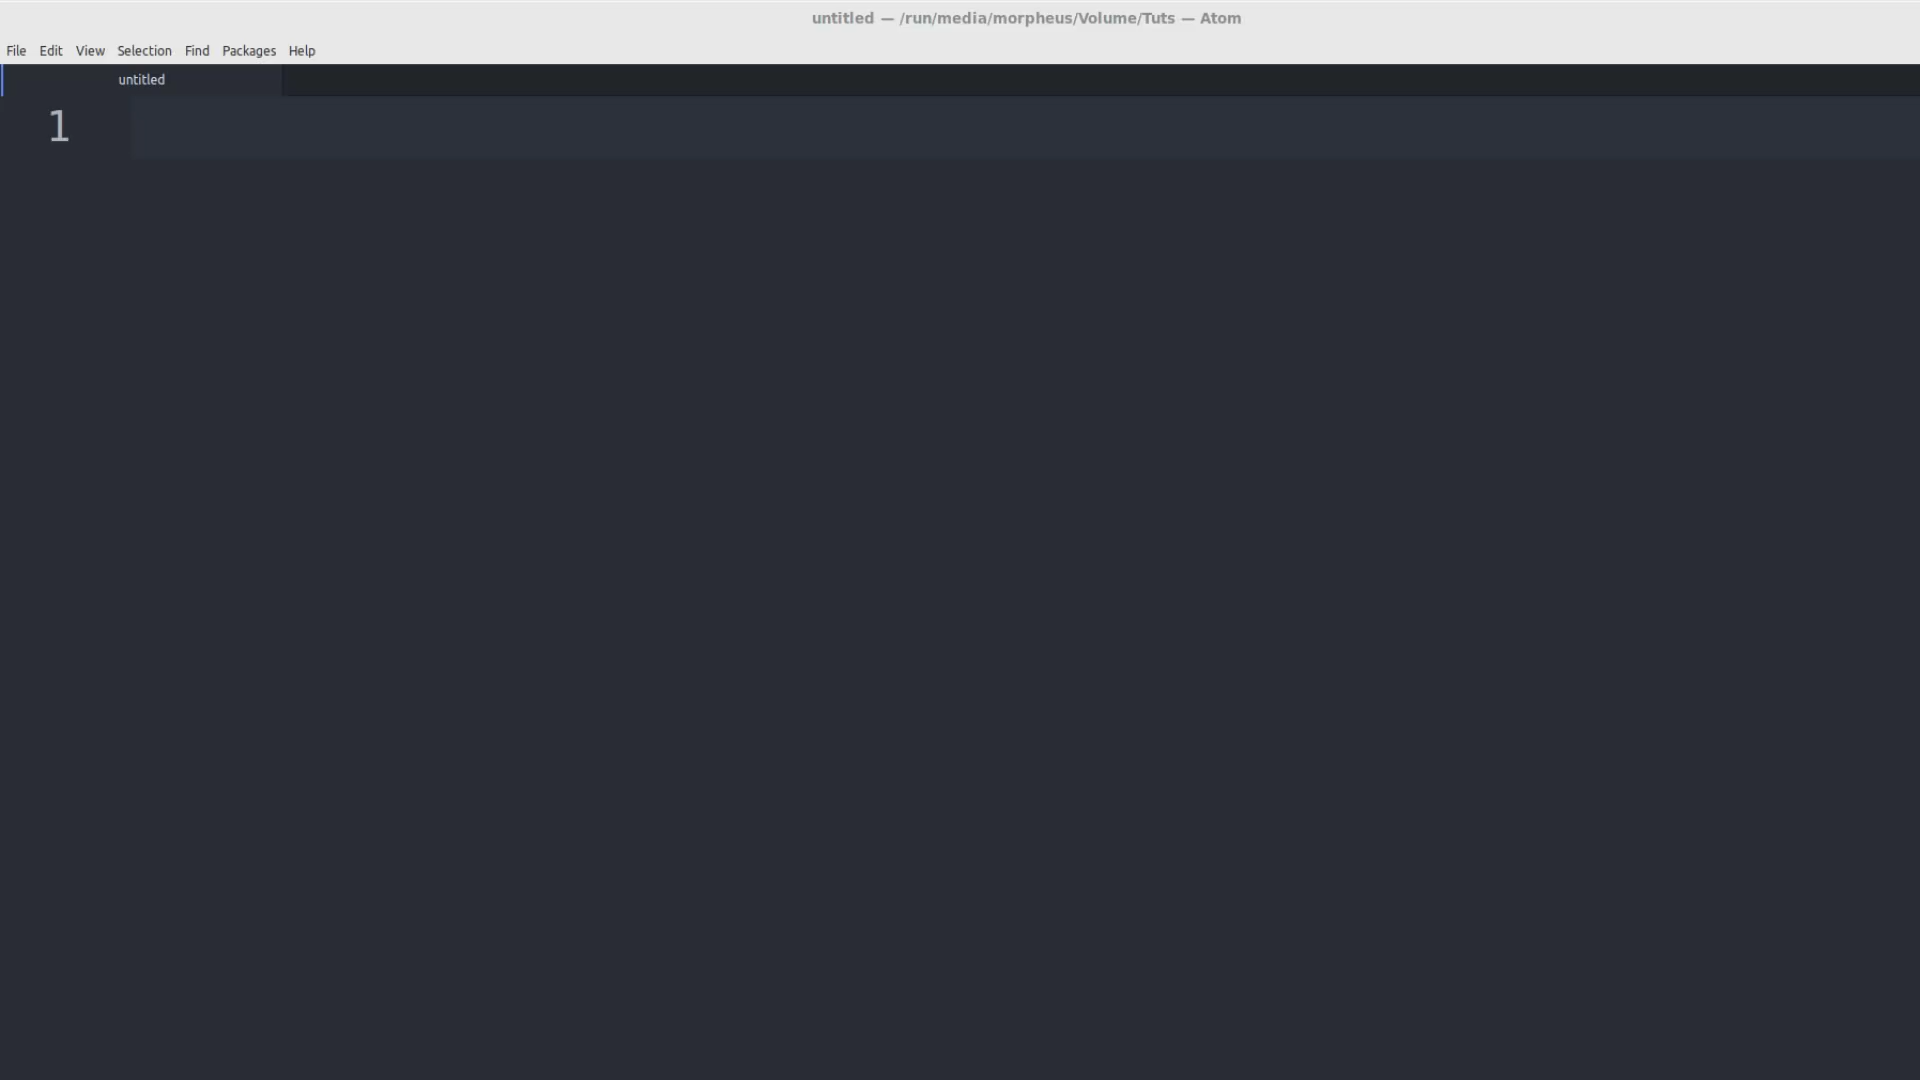 untitled — /run/media/morpheus/Volume/Tuts — Atom
File Edit View Selection Find Packages Help
untitled
1